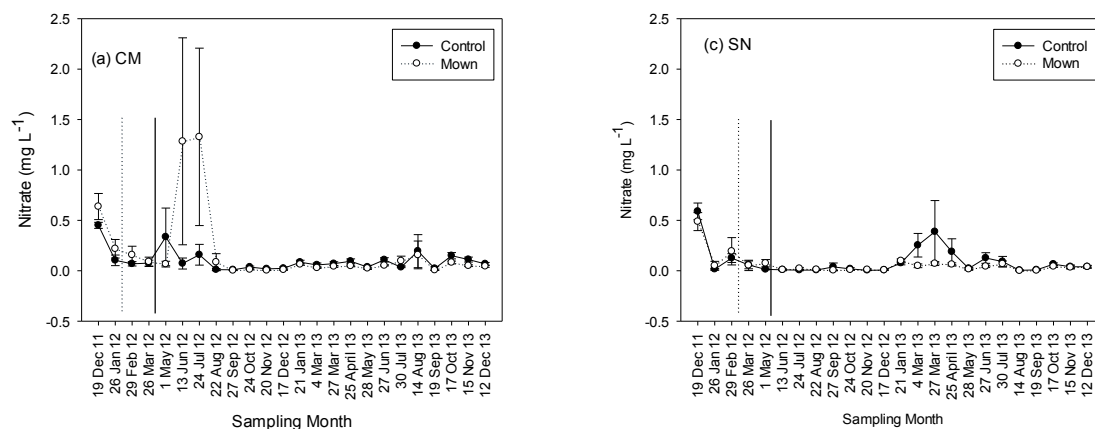 (a) CM
Control
Mown
Nitrate (mg L⁻¹)
2.5
2.0
1.5
1.0
0.5
0.0
-0.5
19 Dec 11
26 Jan 12
29 Feb 12
26 Mar 12
1 May 12
13 Jun 12
24 Jul 12
22 Aug 12
27 Sep 12
24 Oct 12
20 Nov 12
17 Dec 12
21 Jan 13
4 Mar 13
27 Mar 13
25 April 13
28 May 13
27 Jun 13
30 Jul 13
14 Aug 13
19 Sep 13
17 Oct 13
15 Nov 13
12 Dec 13
Sampling Month
(c) SN
Control
Mown
Nitrate (mg L⁻¹)
2.5
2.0
1.5
1.0
0.5
0.0
-0.5
19 Dec 11
26 Jan 12
29 Feb 12
26 Mar 12
1 May 12
13 Jun 12
24 Jul 12
22 Aug 12
27 Sep 12
24 Oct 12
20 Nov 12
17 Dec 12
21 Jan 13
4 Mar 13
27 Mar 13
25 April 13
28 May 13
27 Jun 13
30 Jul 13
14 Aug 13
19 Sep 13
17 Oct 13
15 Nov 13
12 Dec 13
Sampling Month